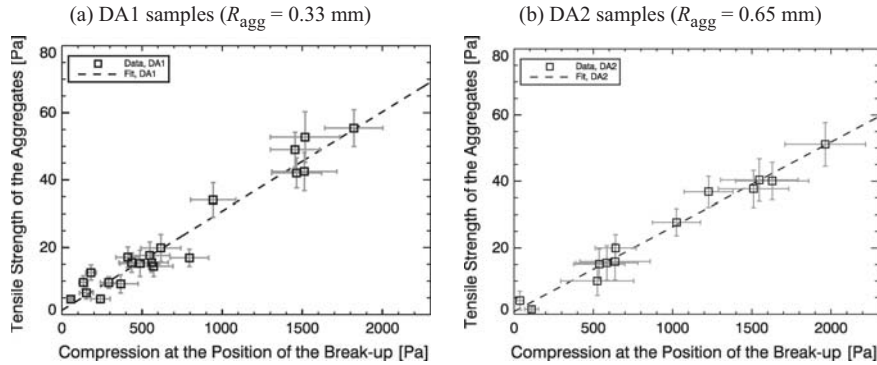 (a) DA1 samples (Ragg = 0.33 mm)
Tensile Strength of the Aggregates [Pa]
80
60
40
20
0
Data, DA1
Fit, DA1
0 500 1000 1500 2000
Compression at the Position of the Break-up [Pa]
(b) DA2 samples (Ragg = 0.65 mm)
Tensile Strength of the Aggregates [Pa]
80
60
40
20
0
Data, DA2
Fit, DA2
0 500 1000 1500 2000
Compression at the Position of the Break-up [Pa]